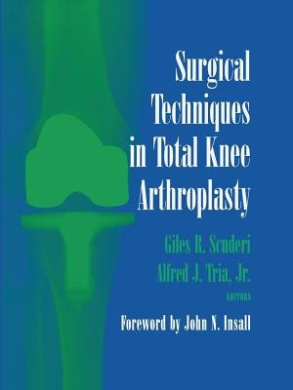 Surgical
Techniques
in Total Knee
Arthroplasty
Giles R. Scuderi
Alfred J. Tria, Jr.
EDITORS
Foreword by John N. Insall